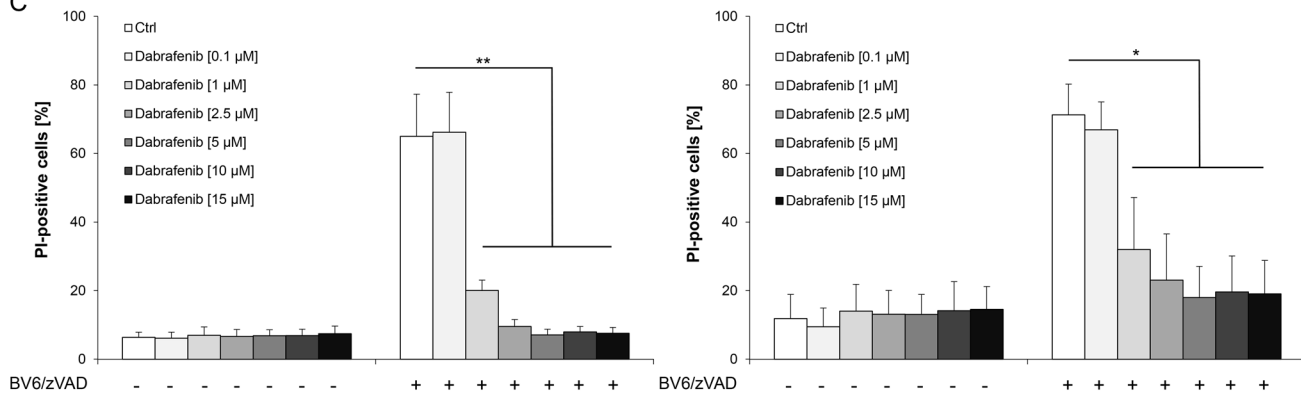 C
100
80
60
40
20
0
PI-positive cells [%]
Ctrl
Dabrafenib [0.1 µM]
Dabrafenib [1 µM]
Dabrafenib [2.5 µM]
Dabrafenib [5 µM]
Dabrafenib [10 µM]
Dabrafenib [15 µM]
**
BV6/zVAD - - - - - - - + + + + + + +
100
80
60
40
20
0
PI-positive cells [%]
Ctrl
Dabrafenib [0.1 µM]
Dabrafenib [1 µM]
Dabrafenib [2.5 µM]
Dabrafenib [5 µM]
Dabrafenib [10 µM]
Dabrafenib [15 µM]
*
BV6/zVAD - - - - - - - + + + + + + +